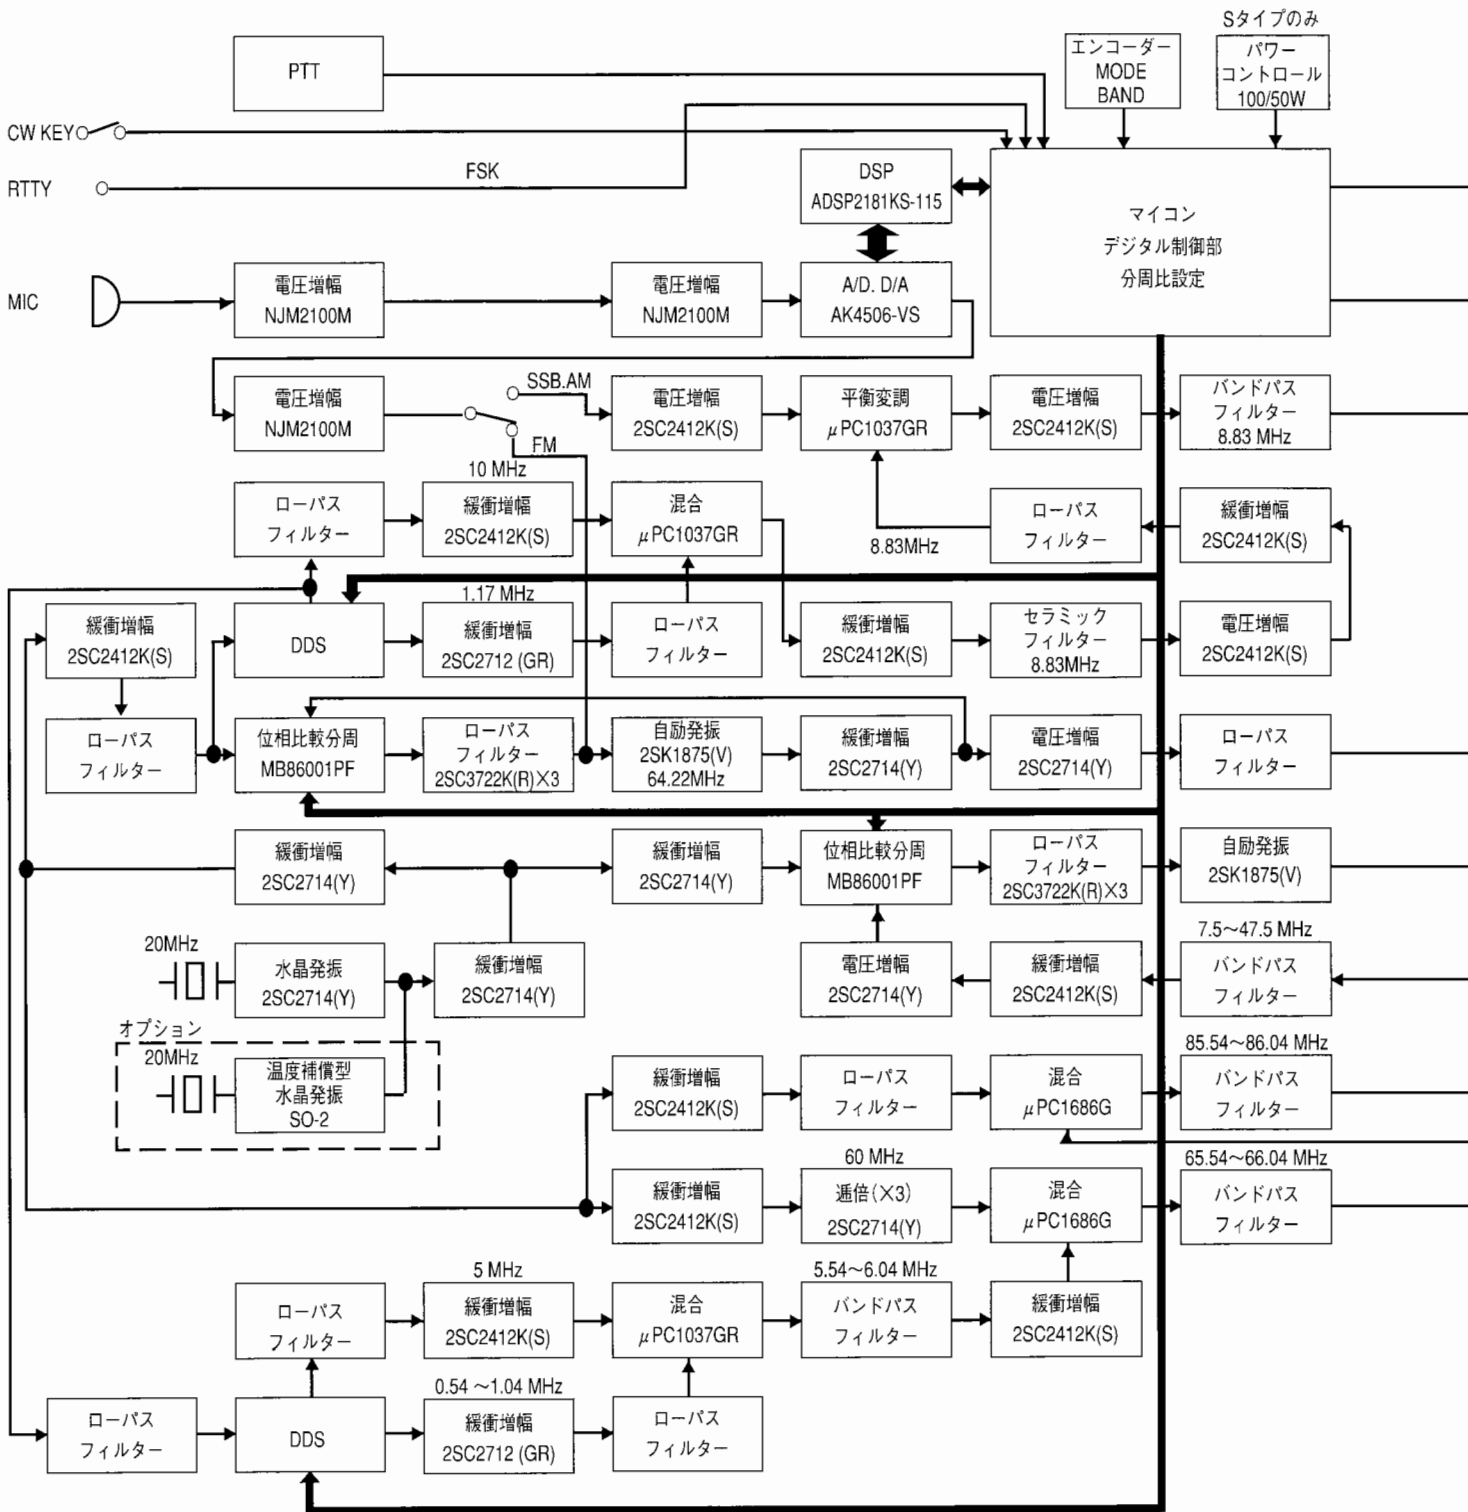 Sタイプのみ
PTT
エンコーダー
MODE
BAND
パワー
コントロール
100/50W
CW KEY
RTTY
FSK
DSP
ADSP2181KS-115
マイコン
デジタル制御部
分周比設定
MIC
電圧増幅
NJM2100M
電圧増幅
NJM2100M
A/D. D/A
AK4506-VS
電圧増幅
NJM2100M
SSB.AM
FM
電圧増幅
2SC2412K(S)
平衡変調
μPC1037GR
電圧増幅
2SC2412K(S)
バンドパス
フィルター
8.83 MHz
ローパス
フィルター
10 MHz
緩衝増幅
2SC2412K(S)
混合
μPC1037GR
8.83MHz
ローパス
フィルター
緩衝増幅
2SC2412K(S)
緩衝増幅
2SC2412K(S)
DDS
1.17 MHz
緩衝増幅
2SC2712 (GR)
ローパス
フィルター
緩衝増幅
2SC2412K(S)
セラミック
フィルター
8.83MHz
電圧増幅
2SC2412K(S)
ローパス
フィルター
位相比較分周
MB86001PF
ローパス
フィルター
2SC3722K(R)×3
自励発振
2SK1875(V)
64.22MHz
緩衝増幅
2SC2714(Y)
電圧増幅
2SC2714(Y)
ローパス
フィルター
緩衝増幅
2SC2714(Y)
緩衝増幅
2SC2714(Y)
位相比較分周
MB86001PF
ローパス
フィルター
2SC3722K(R)×3
自励発振
2SK1875(V)
20MHz
水晶発振
2SC2714(Y)
緩衝増幅
2SC2714(Y)
電圧増幅
2SC2714(Y)
緩衝増幅
2SC2412K(S)
7.5〜47.5 MHz
バンドパス
フィルター
オプション
20MHz
温度補償型
水晶発振
SO-2
緩衝増幅
2SC2412K(S)
ローパス
フィルター
混合
μPC1686G
85.54〜86.04 MHz
バンドパス
フィルター
緩衝増幅
2SC2412K(S)
60 MHz
逓倍(×3)
2SC2714(Y)
混合
μPC1686G
65.54〜66.04 MHz
バンドパス
フィルター
ローパス
フィルター
5 MHz
緩衝増幅
2SC2412K(S)
混合
μPC1037GR
5.54〜6.04 MHz
バンドパス
フィルター
緩衝増幅
2SC2412K(S)
ローパス
フィルター
DDS
0.54 〜1.04 MHz
緩衝増幅
2SC2712 (GR)
ローパス
フィルター